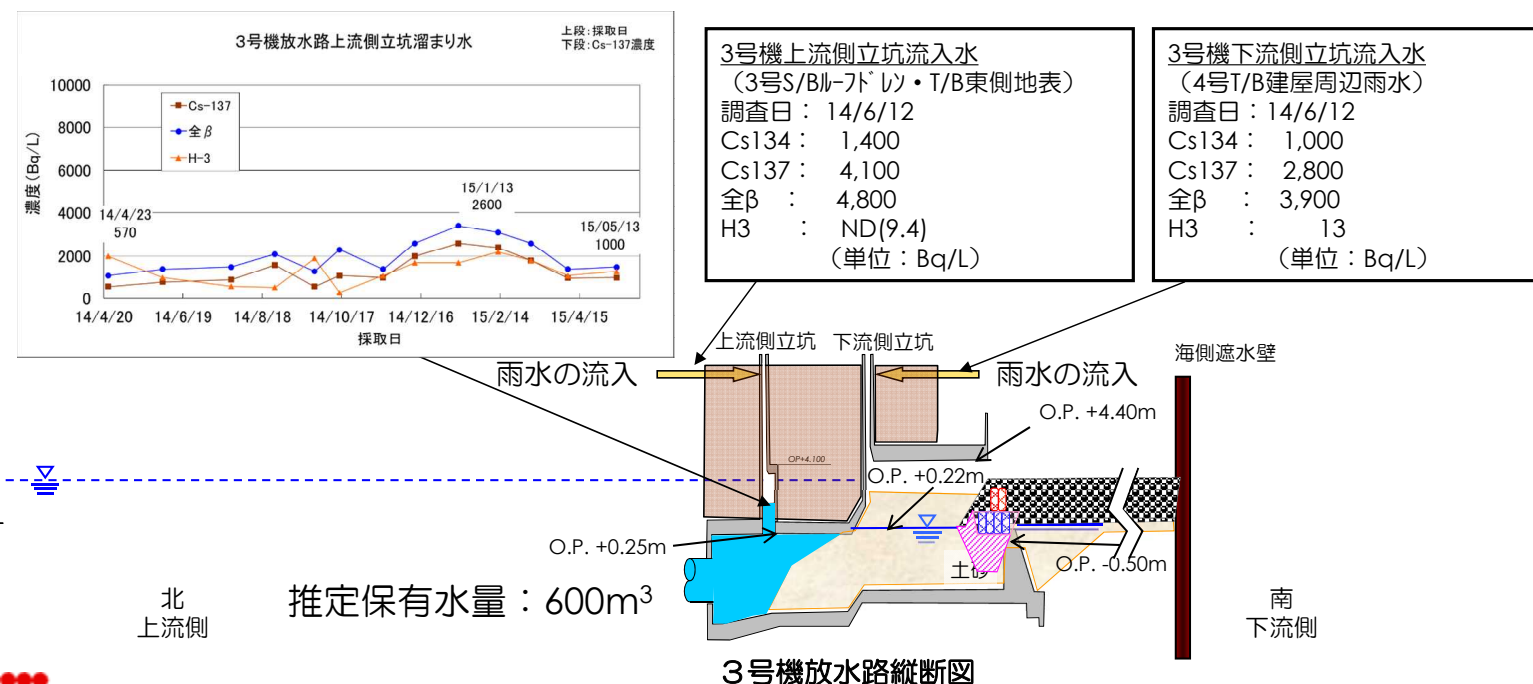 3号機放水路上流側立坑溜まり水
上段:採取日
下段:Cs-137濃度
濃度(Bq/L)
10000
8000
6000
4000
2000
0
Cs-137
全β
H-3
14/4/23
570
15/1/13
2600
15/05/13
1000
14/4/20 14/6/19 14/8/18 14/10/17 14/12/16 15/2/14 15/4/15
採取日
3号機上流側立坑流入水
(3号S/Bルーフドレン・T/B東側地表)
調査日: 14/6/12
Cs134: 1,400
Cs137: 4,100
全β : 4,800
H3 : ND(9.4)
(単位:Bq/L)
3号機下流側立坑流入水
(4号T/B建屋周辺雨水)
調査日:14/6/12
Cs134: 1,000
Cs137: 2,800
全β : 3,900
H3 : 13
(単位:Bq/L)
上流側立坑 下流側立坑
海側遮水壁
雨水の流入
雨水の流入
O.P. +4.40m
OP+4.100
O.P. +0.22m
O.P. +0.25m
O.P. -0.50m
土砂
北
上流側
推定保有水量:600m³
南
下流側
3号機放水路縦断図